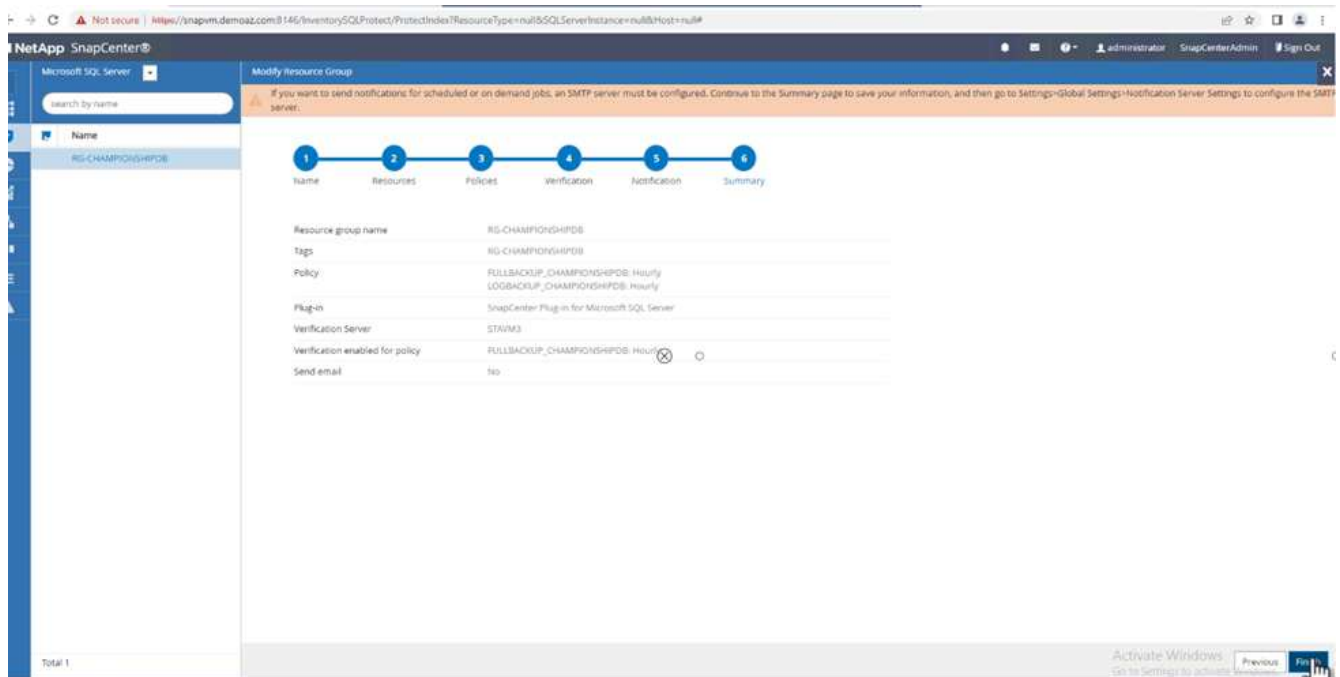 Not secure | https://snapvm.demoaz.com:8146/InventorySQLProtect/ProtectIndex?ResourceType=null&SQLServerInstance=null&Host=null#
NetApp SnapCenter®
administrator SnapCenterAdmin Sign Out
Microsoft SQL Server
Modify Resource Group
search by name
If you want to send notifications for scheduled or on demand jobs, an SMTP server must be configured. Continue to the Summary page to save your information, and then go to Settings>Global Settings>Notification Server Settings to configure the SMTP
server.
Name
RG-CHAMPIONSHIPDB
1 2 3 4 5 6
Name Resources Policies Verification Notification Summary
Resource group name RG-CHAMPIONSHIPDB
Tags RG-CHAMPIONSHIPDB
Policy FULLBACKUP_CHAMPIONSHIPDB: Hourly
LOGBACKUP_CHAMPIONSHIPDB: Hourly
Plug-in SnapCenter Plug-in for Microsoft SQL Server
Verification Server STAVM3
Verification enabled for policy FULLBACKUP_CHAMPIONSHIPDB: Hourly
Send email No
Total 1
Activate Windows
Go to Settings to activate Windows.
Previous